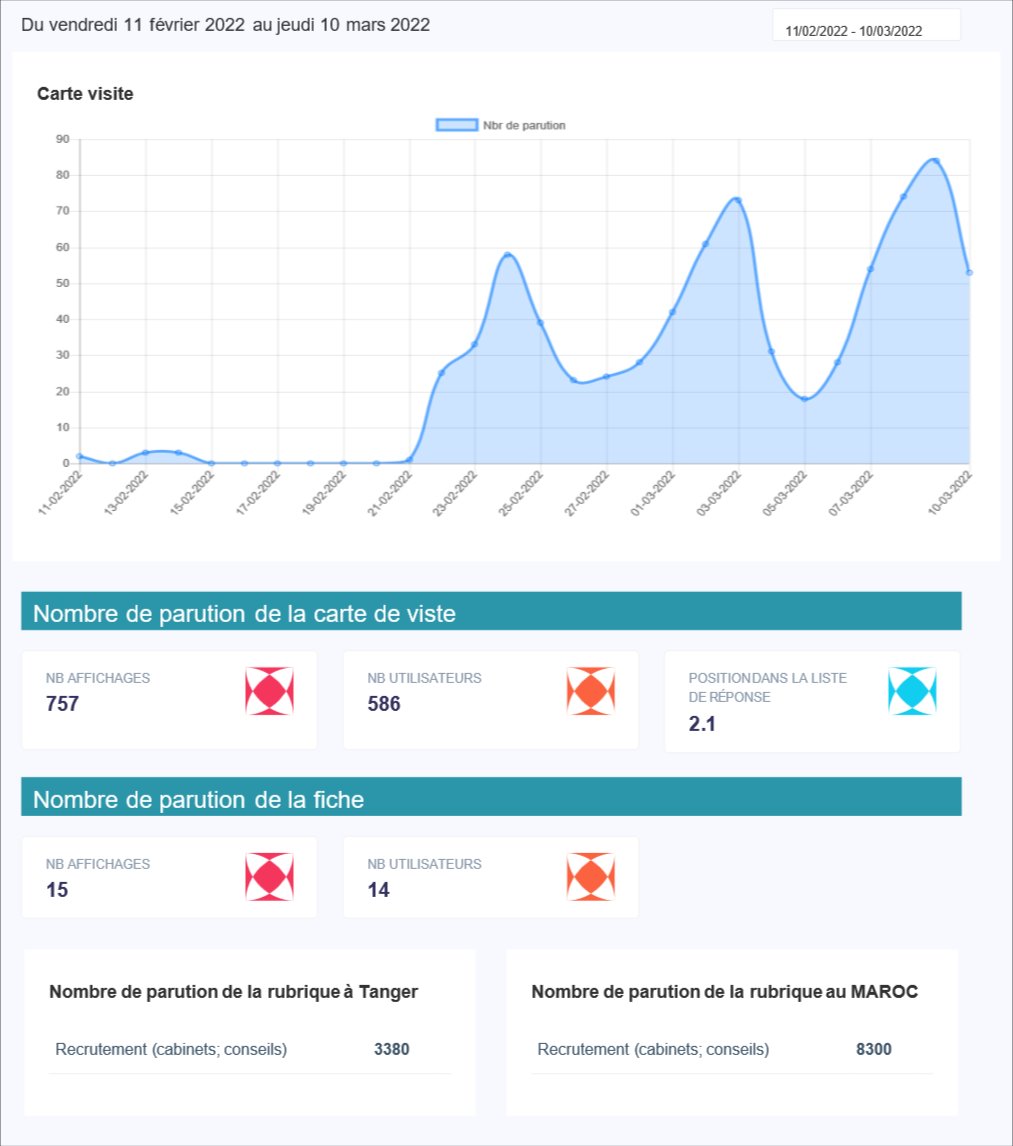 Du vendredi 11 février 2022 au jeudi 10 mars 2022
11/02/2022 - 10/03/2022
Carte visite
Nbr de parution
90
80
70
60
50
40
30
20
10
0
11-02-2022 13-02-2022 15-02-2022 17-02-2022 19-02-2022 21-02-2022 23-02-2022 25-02-2022 27-02-2022 01-03-2022 03-03-2022 05-03-2022 07-03-2022 10-03-2022
Nombre de parution de la carte de viste
NB AFFICHAGES
757
NB UTILISATEURS
586
POSITION DANS LA LISTE
DE RÉPONSE
2.1
Nombre de parution de la fiche
NB AFFICHAGES
15
NB UTILISATEURS
14
Nombre de parution de la rubrique à Tanger
Recrutement (cabinets; conseils) 3380
Nombre de parution de la rubrique au MAROC
Recrutement (cabinets; conseils) 8300